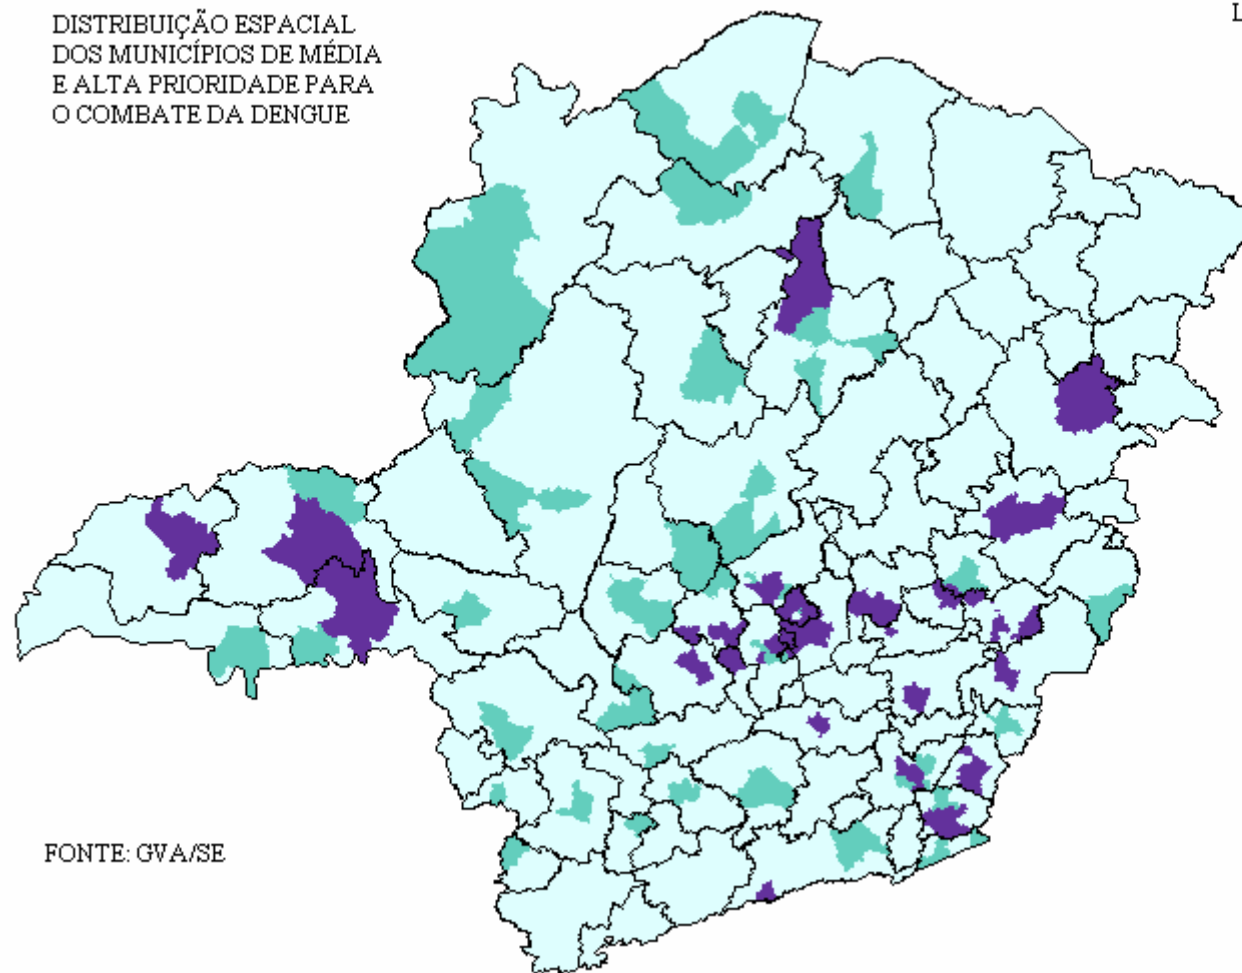 DISTRIBUIÇÃO ESPACIAL
DOS MUNICÍPIOS DE MÉDIA
E ALTA PRIORIDADE PARA
O COMBATE DA DENGUE
L
FONTE: GVA/SE